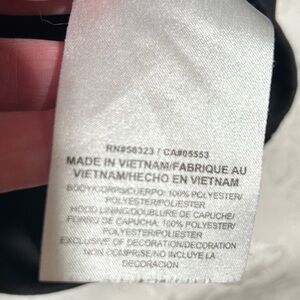 RN#56323 / CA#05553
MADE IN VIETNAM/FABRIQUE AU
VIETNAM/HECHO EN VIETNAM
BODY/CORPS/CUERPO: 100% POLYESTER/
POLYESTER/POLIESTER
HOOD LINING/DOUBLURE DE CAPUCHE/
FORRO DE CAPUCHA: 100% POLYESTER/
POLYESTER/POLIESTER
EXCLUSIVE OF DECORATION/DECORATION
NON COMPRISE/NO INCLUYE LA
DECORACIÓN